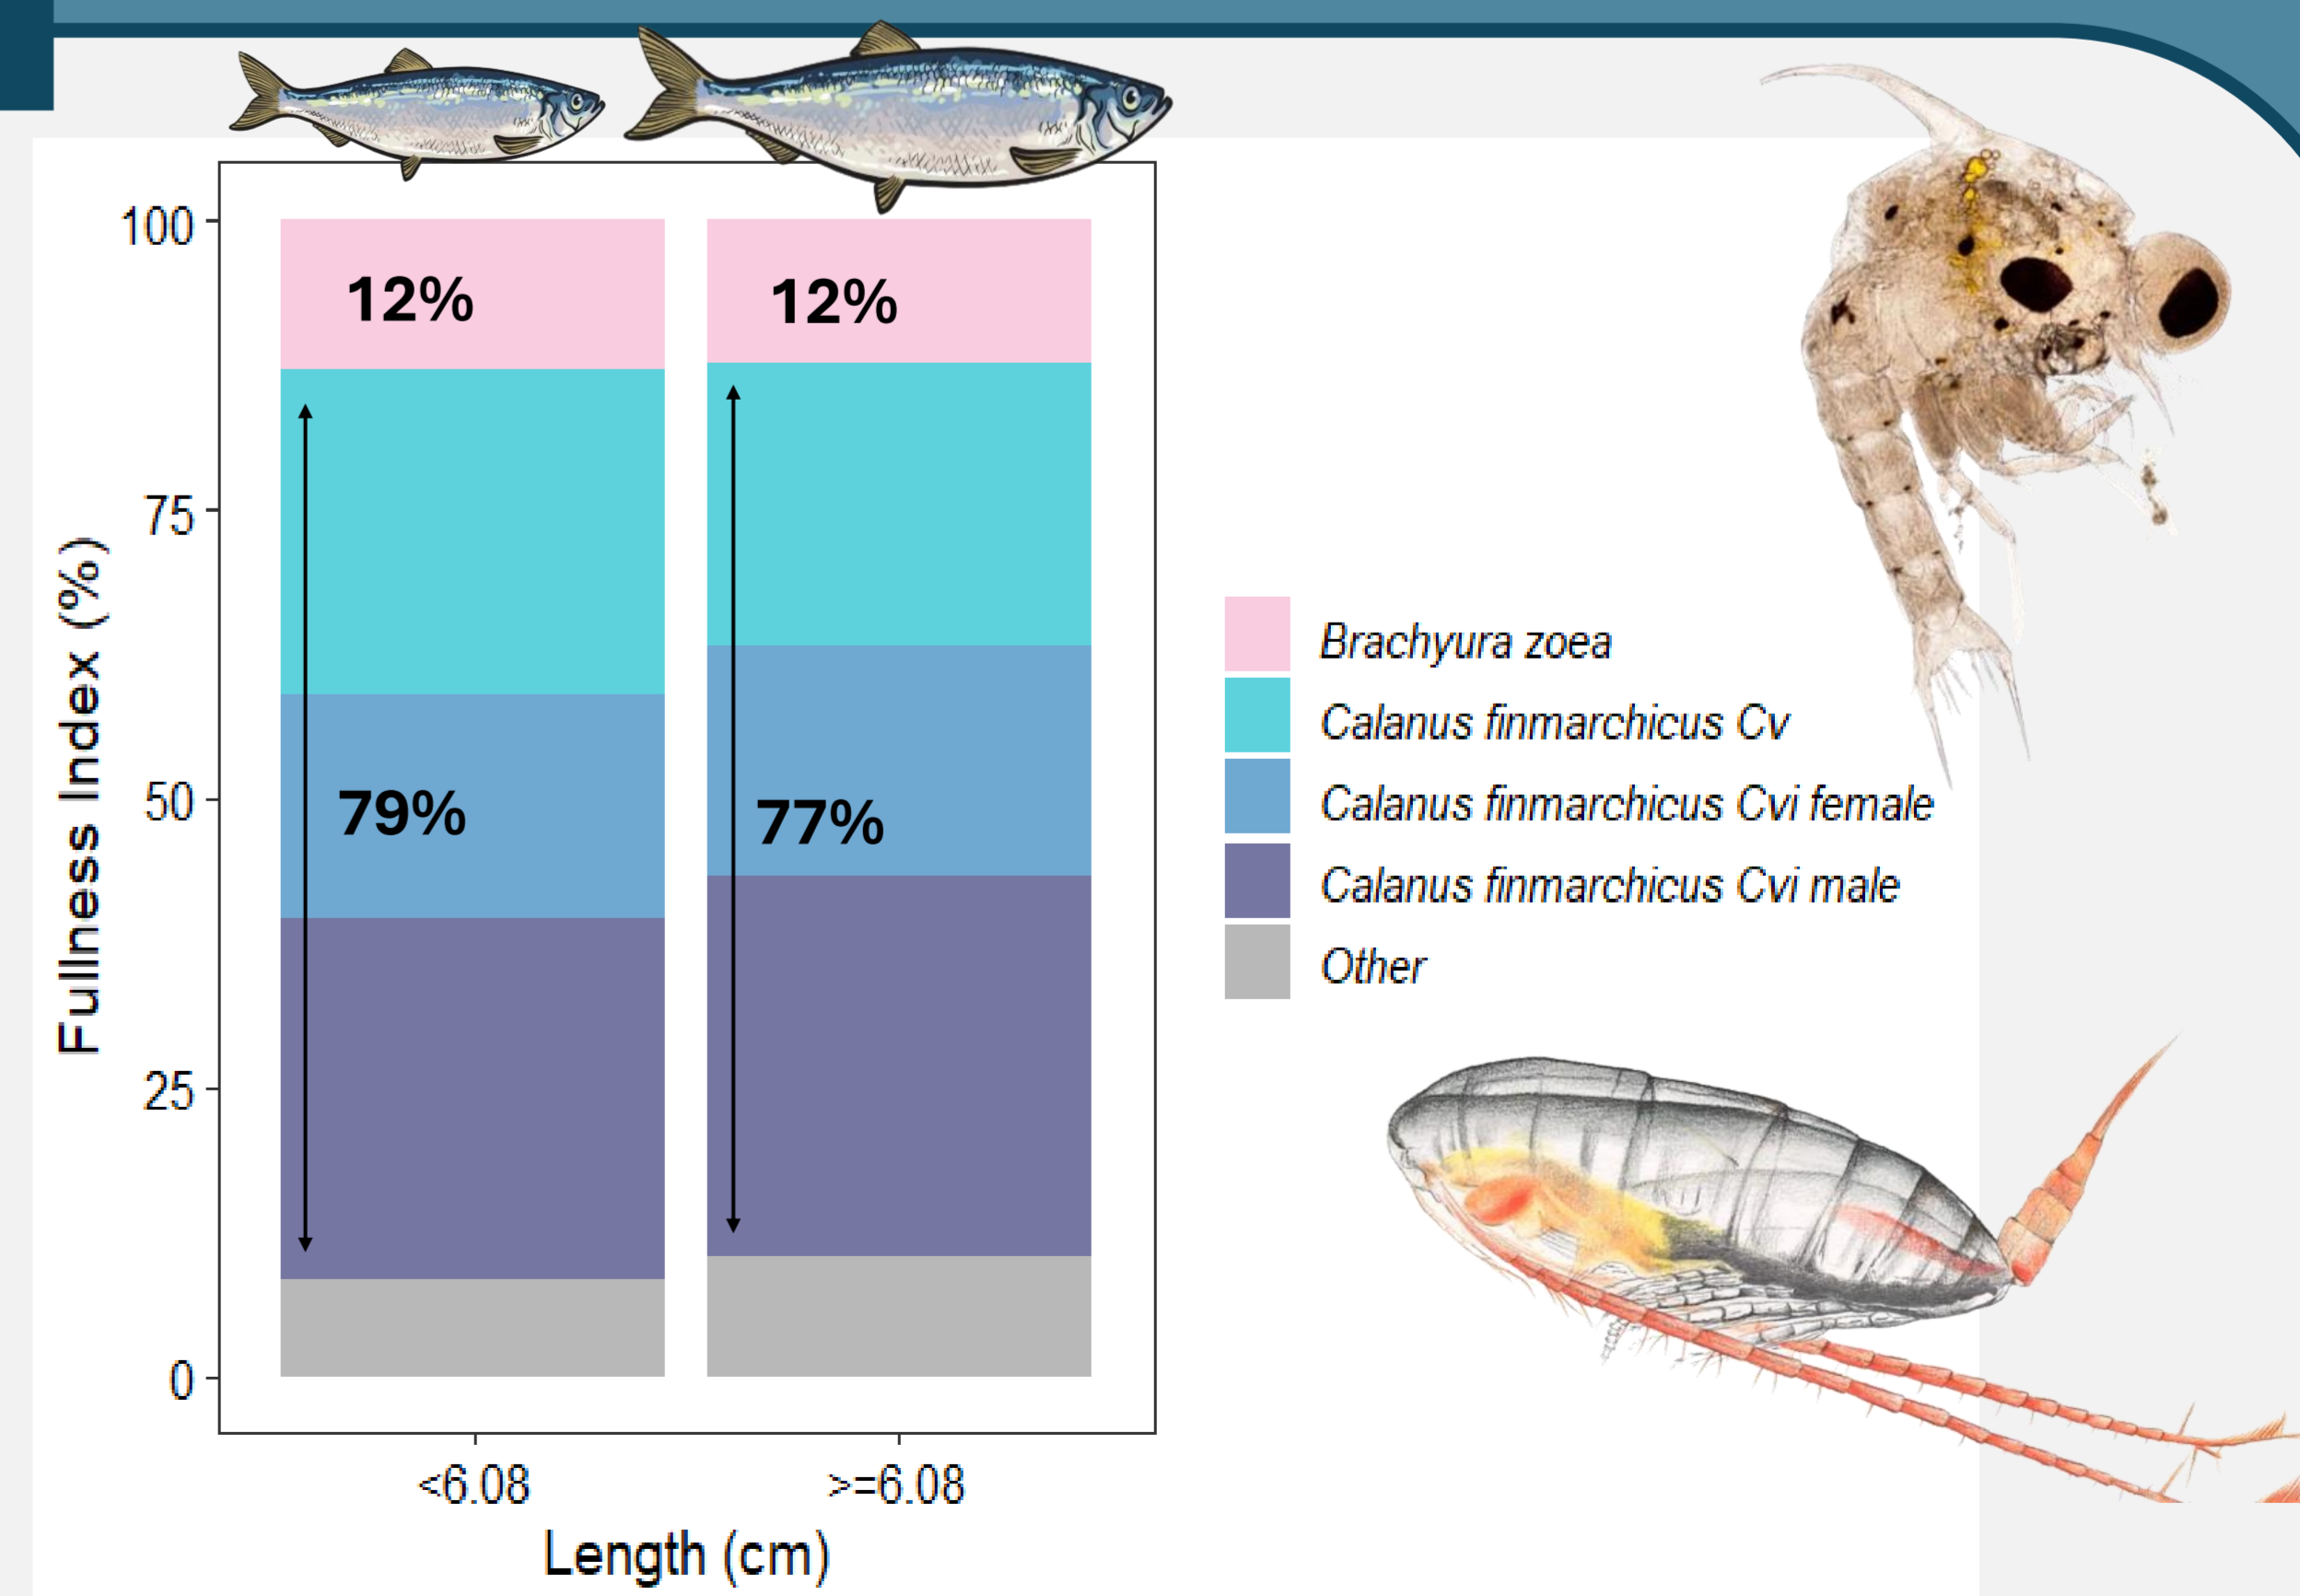 100
75
50
25
0
Fullness Index (%)
12%
12%
79%
77%
<6.08
>=6.08
Length (cm)
Brachyura zoea
Calanus finmarchicus Cv
Calanus finmarchicus Cvi female
Calanus finmarchicus Cvi male
Other